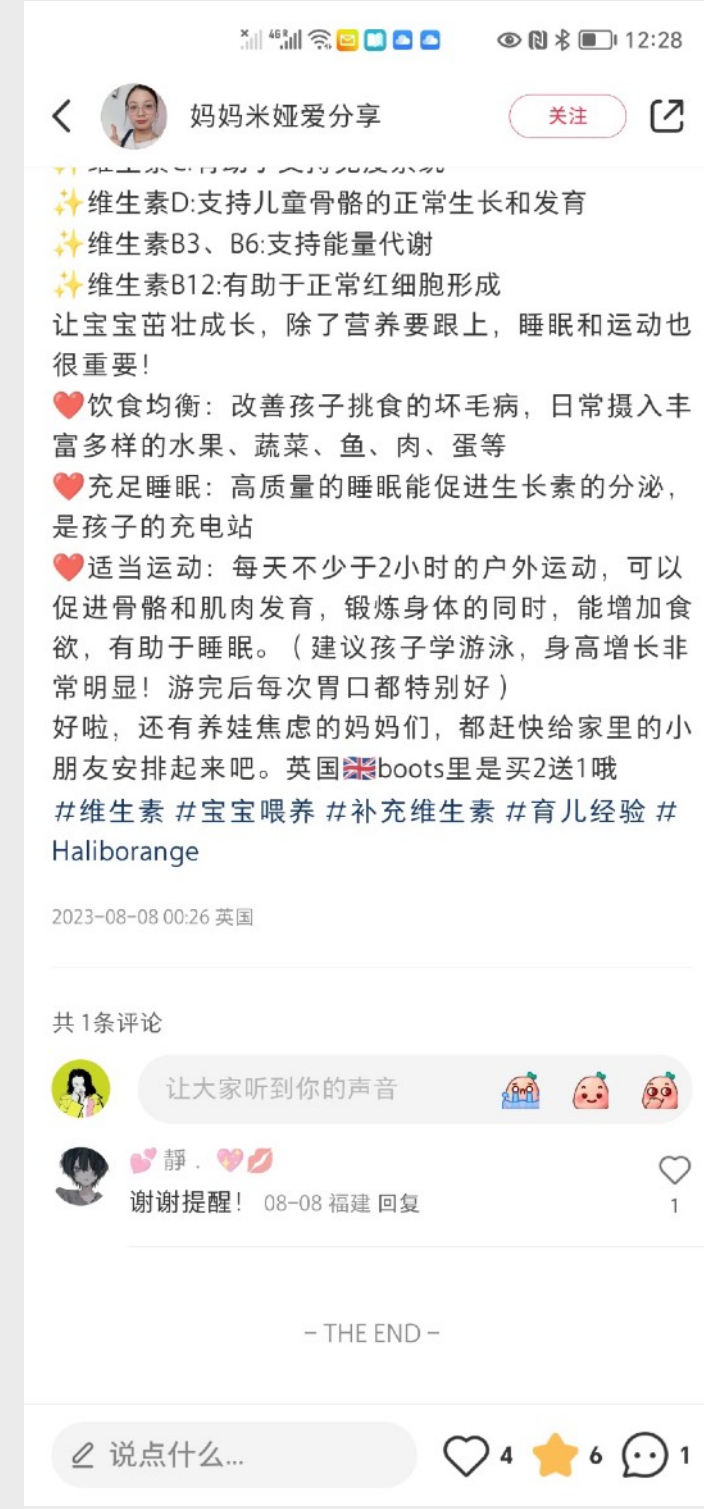 12:28
妈妈米娅爱分享
关注
✨维生素D:支持儿童骨骼的正常生长和发育
✨维生素B3、B6:支持能量代谢
✨维生素B12:有助于正常红细胞形成
让宝宝茁壮成长，除了营养要跟上，睡眠和运动也
很重要！
❤️饮食均衡：改善孩子挑食的坏毛病，日常摄入丰
富多样的水果、蔬菜、鱼、肉、蛋等
❤️充足睡眠：高质量的睡眠能促进生长素的分泌，
是孩子的充电站
❤️适当运动：每天不少于2小时的户外运动，可以
促进骨骼和肌肉发育，锻炼身体的同时，能增加食
欲，有助于睡眠。（建议孩子学游泳，身高增长非
常明显！游完后每次胃口都特别好）
好啦，还有养娃焦虑的妈妈们，都赶快给家里的小
朋友安排起来吧。英国🇬🇧boots里是买2送1哦
#维生素 #宝宝喂养 #补充维生素 #育儿经验 #
Haliborange
2023-08-08 00:26 英国
共 1条评论
让大家听到你的声音
💕靜．💖💋
谢谢提醒！ 08-08 福建 回复
1
- THE END -
说点什么...
4
6
1